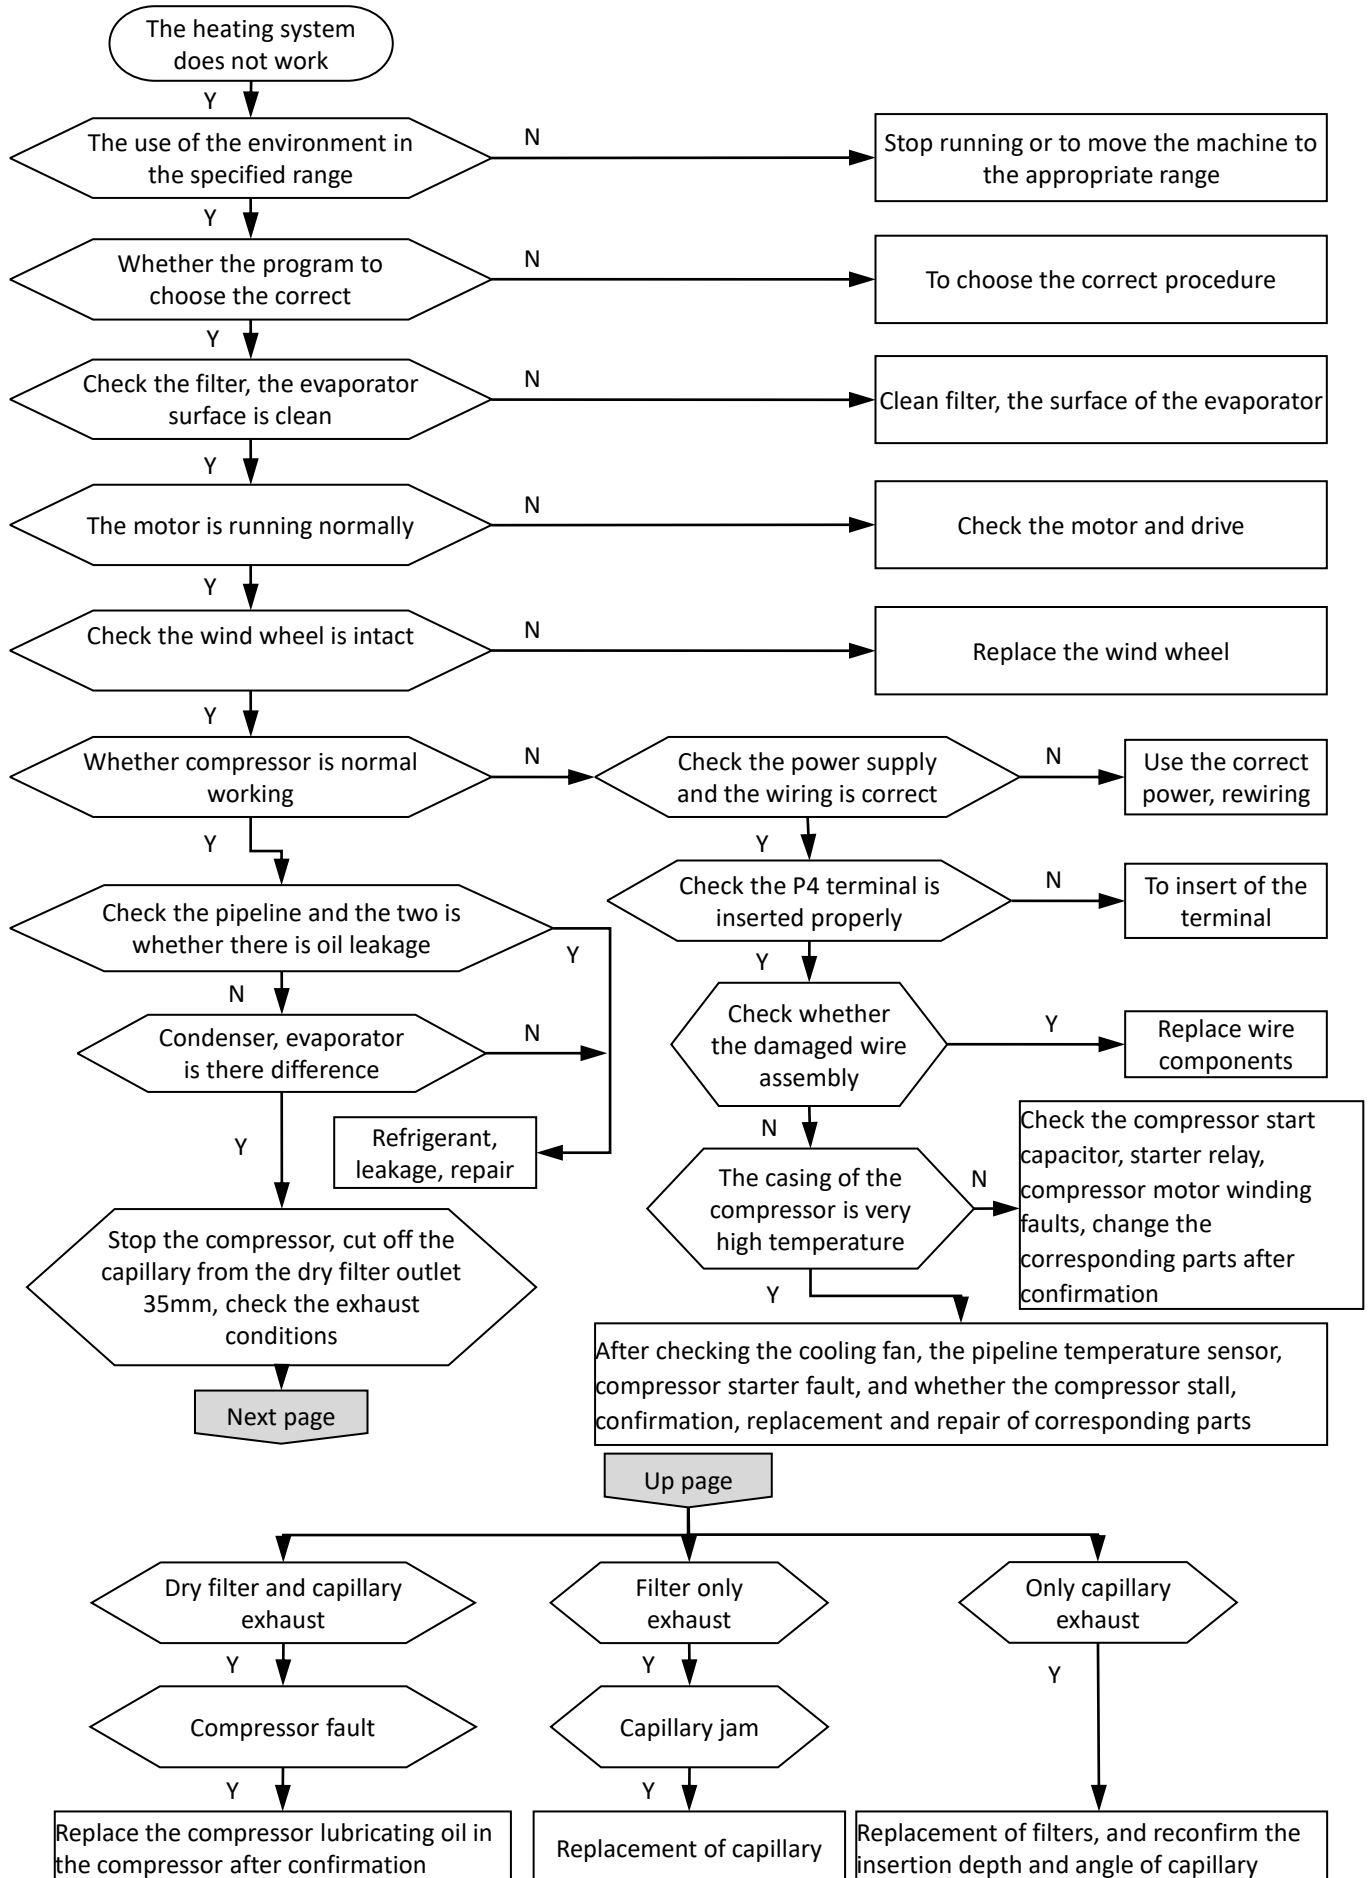 The heating system
does not work
Y
The use of the environment in
the specified range
N
Stop running or to move the machine to
the appropriate range
Y
Whether the program to
choose the correct
N
To choose the correct procedure
Y
Check the filter, the evaporator
surface is clean
N
Clean filter, the surface of the evaporator
Y
The motor is running normally
N
Check the motor and drive
Y
Check the wind wheel is intact
N
Replace the wind wheel
Y
Whether compressor is normal
working
N
Check the power supply
and the wiring is correct
N
Use the correct
power, rewiring
Y
Y
Check the P4 terminal is
inserted properly
N
To insert of the
terminal
Check the pipeline and the two is
whether there is oil leakage
Y
Y
N
Check whether
the damaged wire
assembly
Y
Replace wire
components
Condenser, evaporator
is there difference
N
Y
Refrigerant,
leakage, repair
N
The casing of the
compressor is very
high temperature
N
Check the compressor start
capacitor, starter relay,
compressor motor winding
faults, change the
corresponding parts after
confirmation
Stop the compressor, cut off the
capillary from the dry filter outlet
35mm, check the exhaust
conditions
Y
After checking the cooling fan, the pipeline temperature sensor,
compressor starter fault, and whether the compressor stall,
confirmation, replacement and repair of corresponding parts
Next page
Up page
Dry filter and capillary
exhaust
Filter only
exhaust
Only capillary
exhaust
Y
Y
Y
Compressor fault
Capillary jam
Y
Y
Replace the compressor lubricating oil in
the compressor after confirmation
Replacement of capillary
Replacement of filters, and reconfirm the
insertion depth and angle of capillary